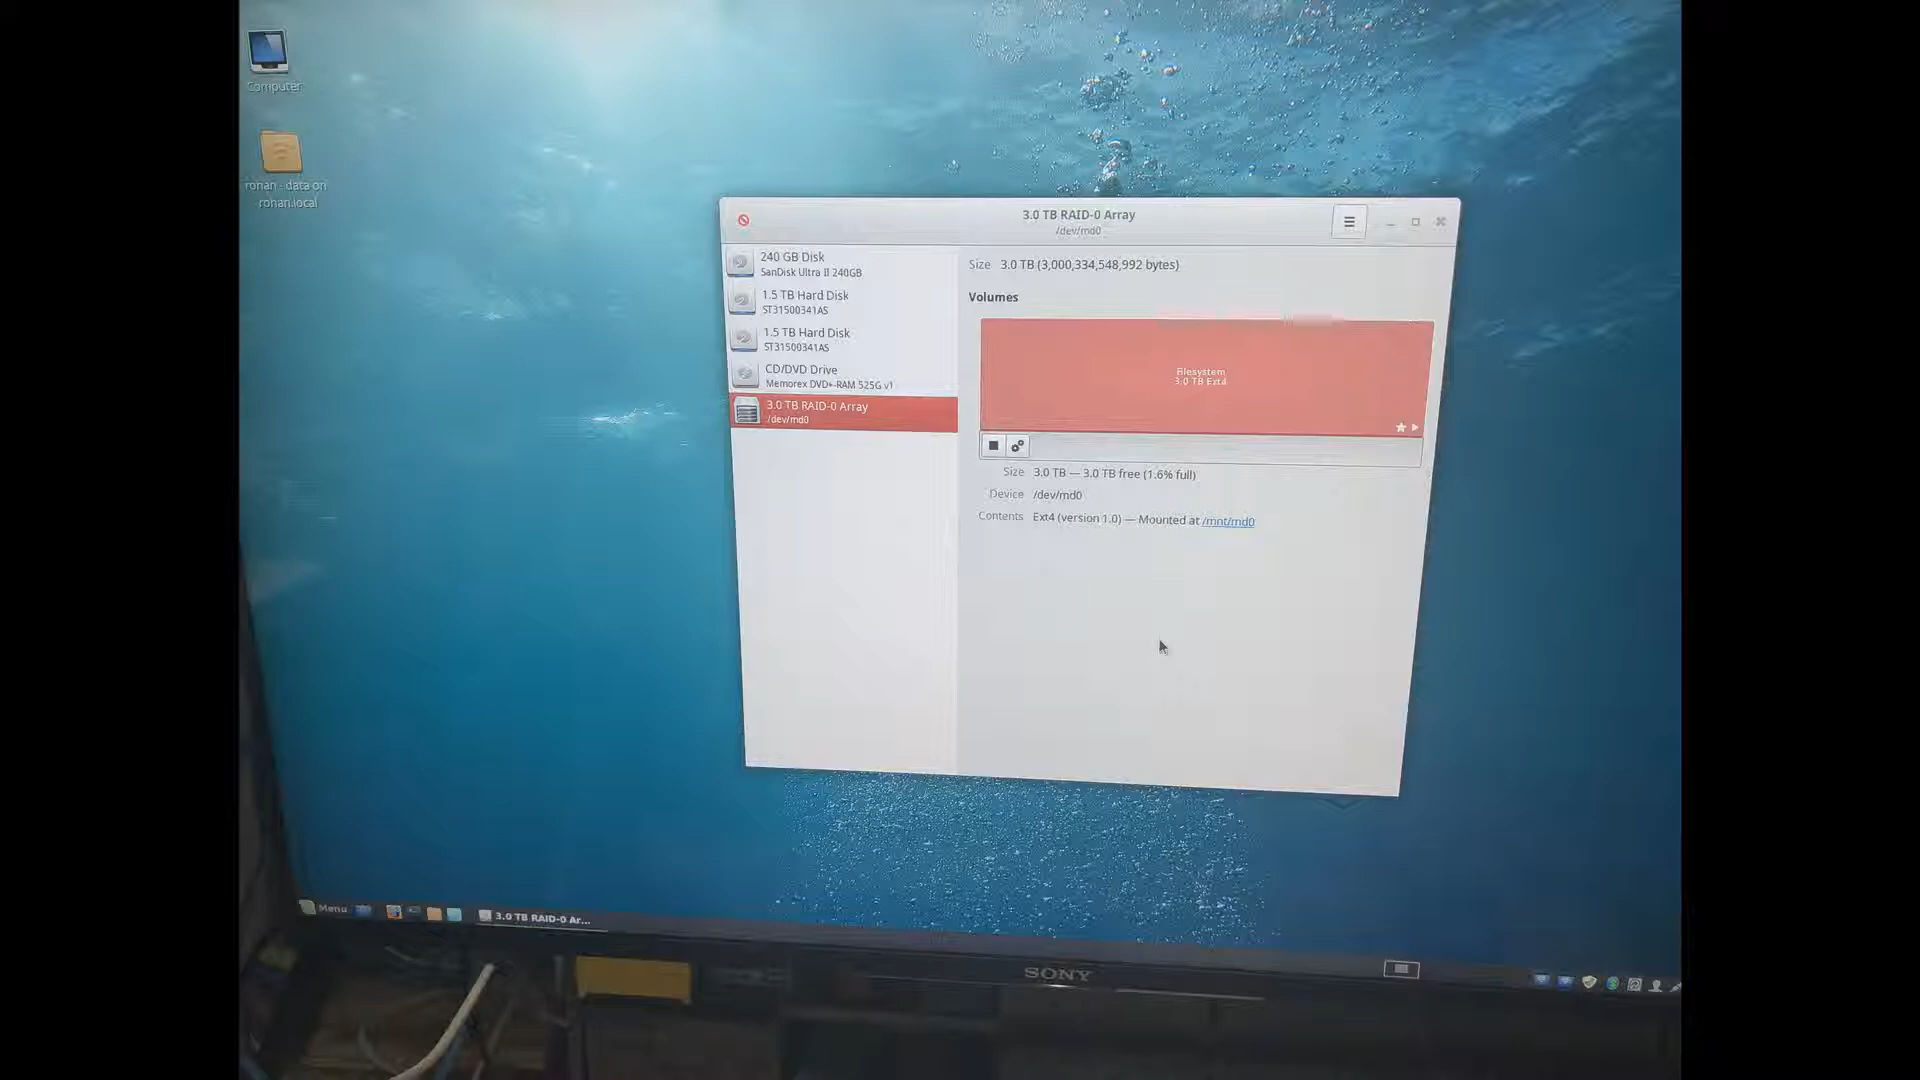 Computer
ronan - data on
rohan.local
3.0 TB RAID-0 Array
/dev/md0
240 GB Disk
SanDisk Ultra II 240GB
1.5 TB Hard Disk
ST31500341AS
1.5 TB Hard Disk
ST31500341AS
CD/DVD Drive
Memorex DVD+-RAM 525G v1
3.0 TB RAID-0 Array
/dev/md0
Size 3.0 TB (3,000,334,548,992 bytes)
Volumes
Filesystem
3.0 TB Ext4
Size 3.0 TB — 3.0 TB free (1.6% full)
Device /dev/md0
Contents Ext4 (version 1.0) — Mounted at /mnt/md0
Menu
3.0 TB RAID-0 Ar...
SONY